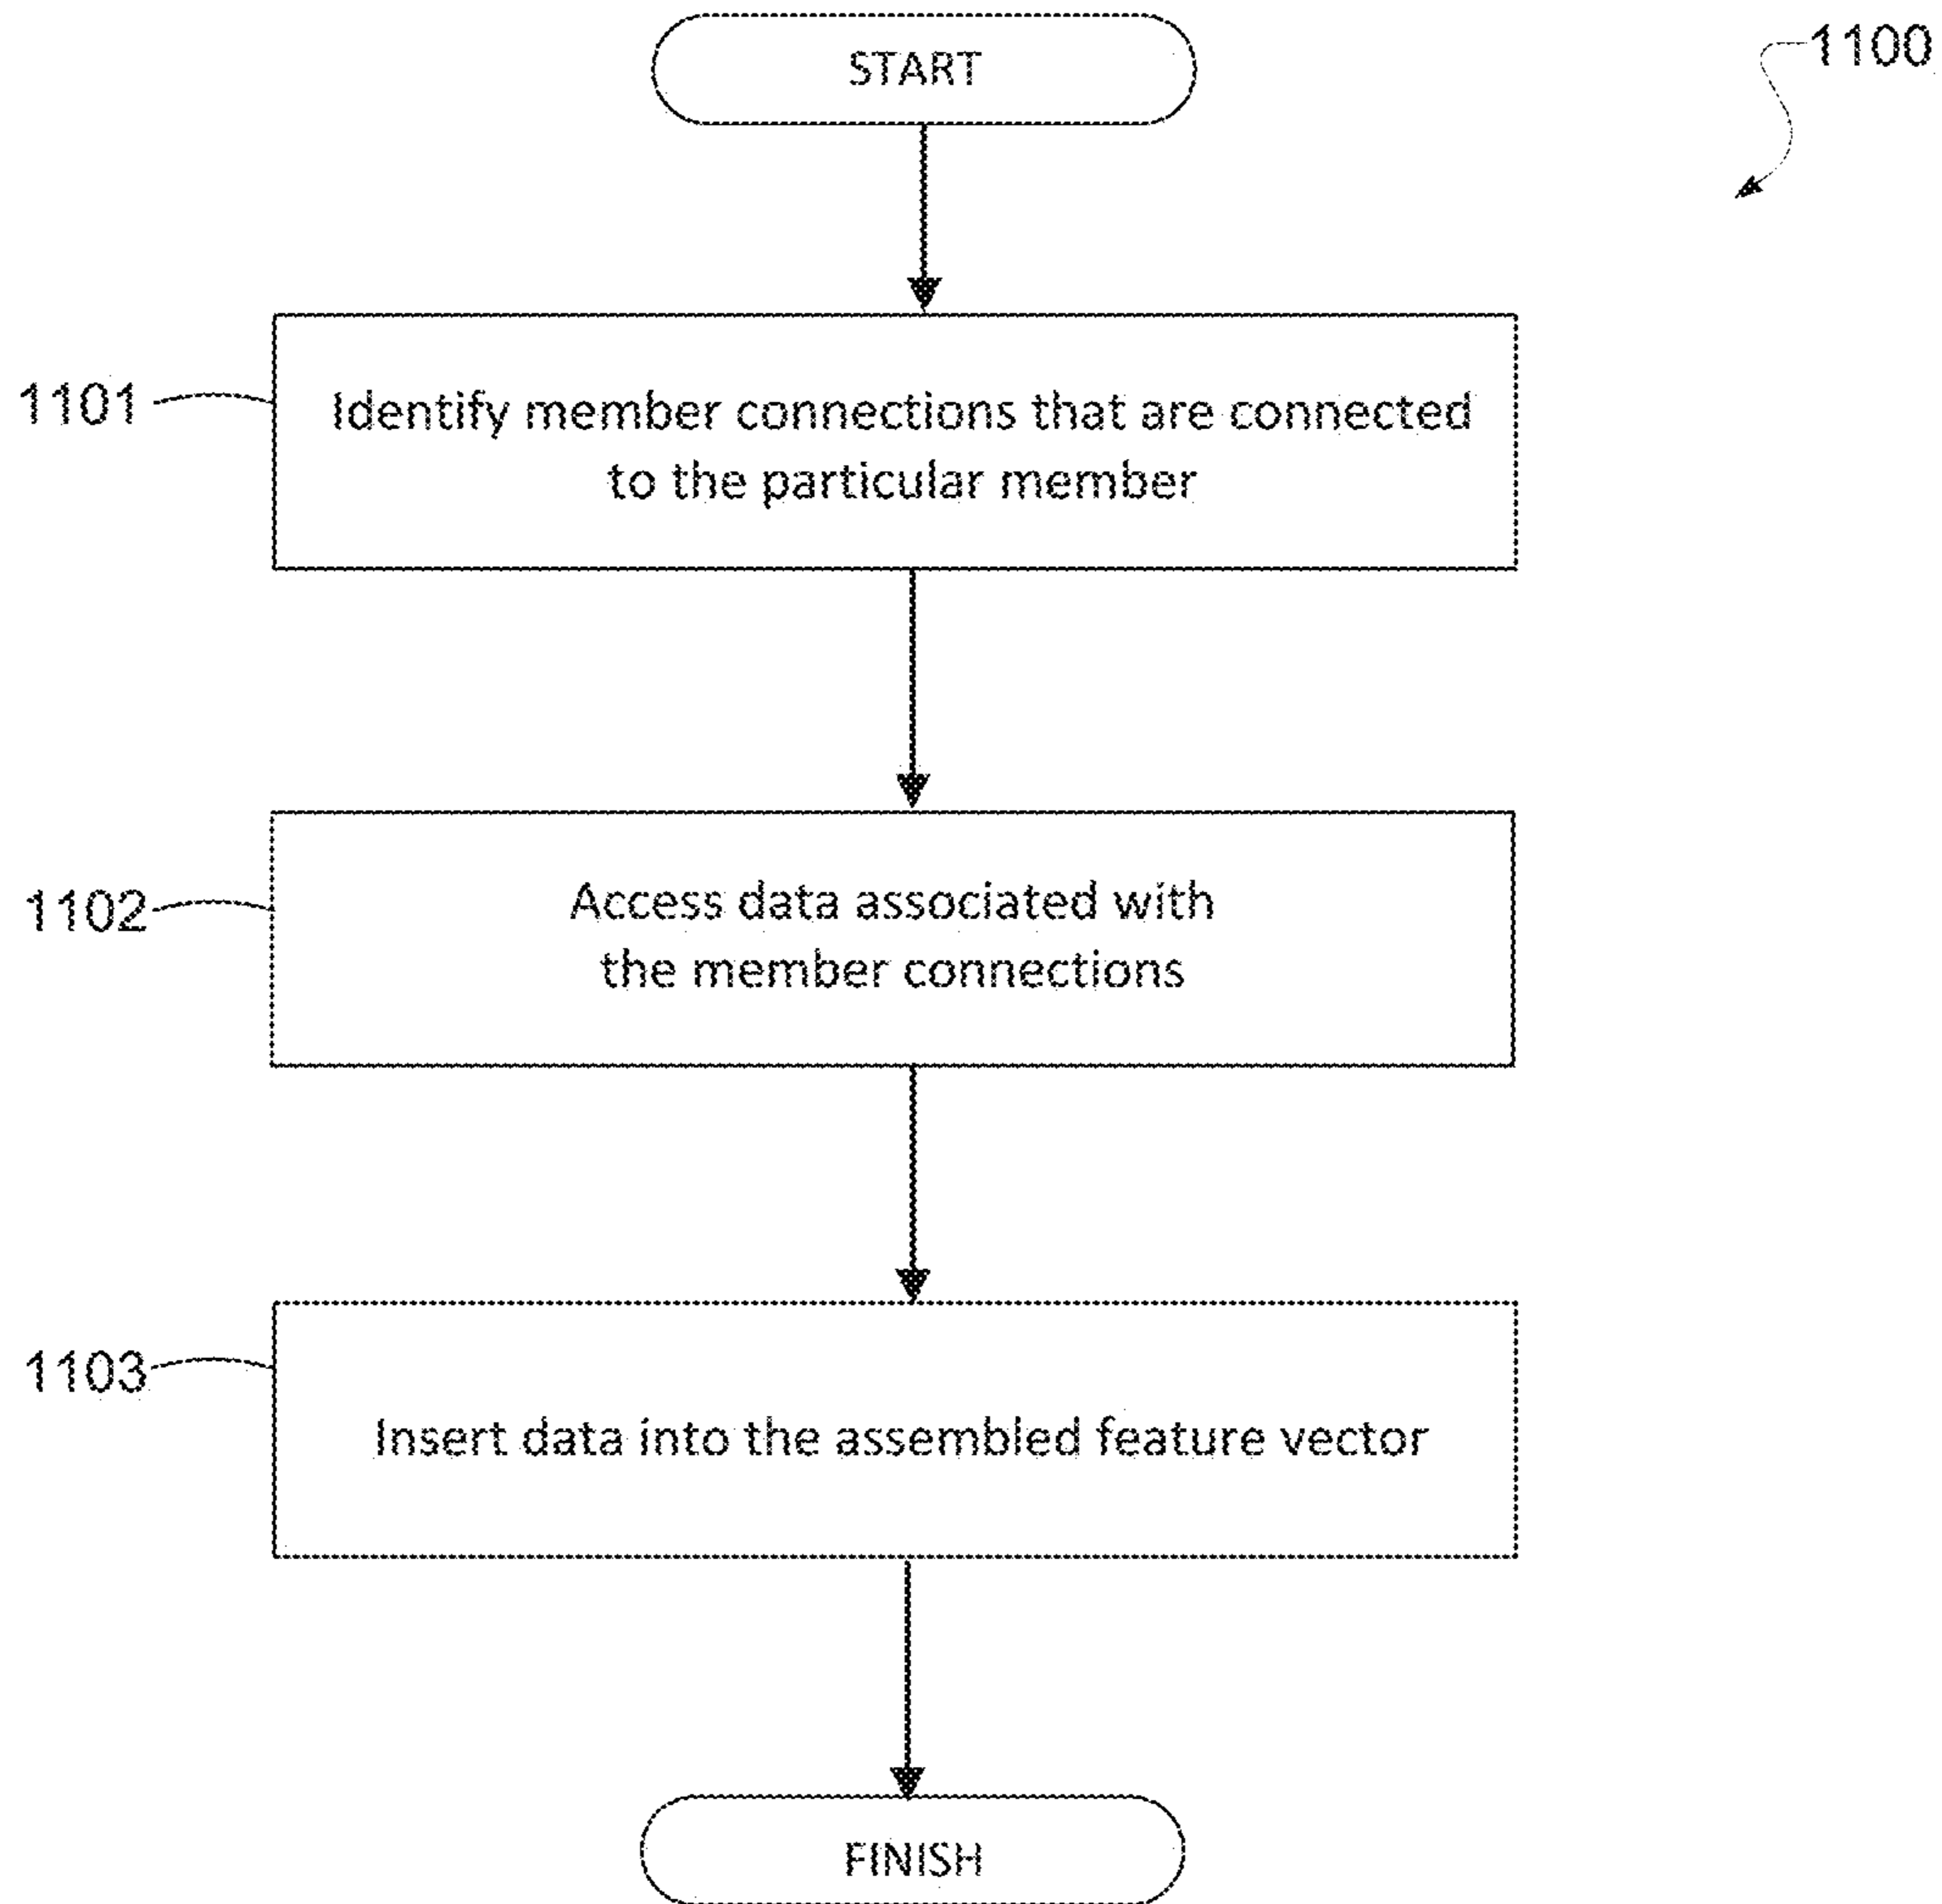 START
1100
1101
Identify member connections that are connected
to the particular member
1102
Access data associated with
the member connections
1103
Insert data into the assembled feature vector
FINISH